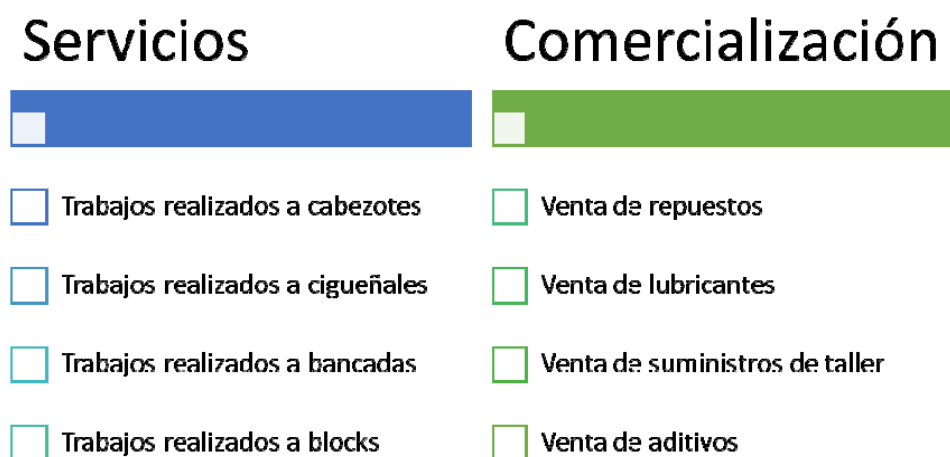 Servicios
Trabajos realizados a cabezotes
Trabajos realizados a cigueñales
Trabajos realizados a bancadas
Trabajos realizados a blocks
Comercialización
Venta de repuestos
Venta de lubricantes
Venta de suministros de taller
Venta de aditivos